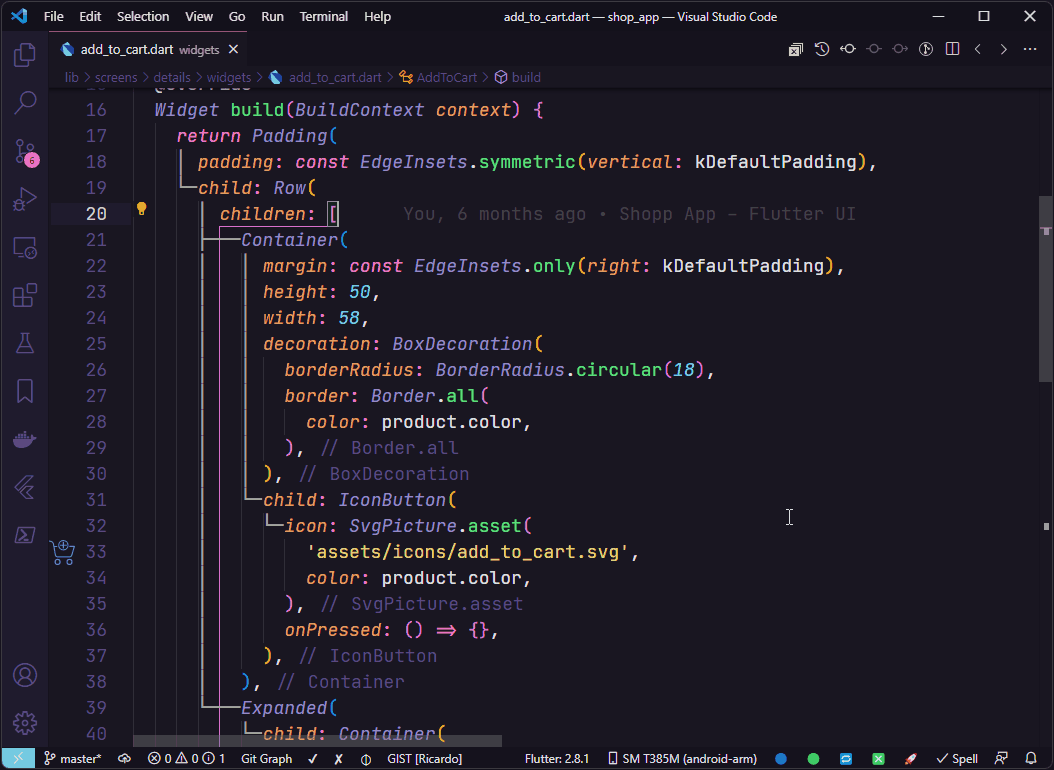 File Edit Selection View Go Run Terminal Help add_to_cart.dart — shop_app — Visual Studio Code
add_to_cart.dart widgets
lib > screens > details > widgets > add_to_cart.dart > AddToCart > build
@override
16 Widget build(BuildContext context) {
17 return Padding(
18 padding: const EdgeInsets.symmetric(vertical: kDefaultPadding),
19 child: Row(
20 children: [ You, 6 months ago • Shopp App – Flutter UI
21 Container(
22 margin: const EdgeInsets.only(right: kDefaultPadding),
23 height: 50,
24 width: 58,
25 decoration: BoxDecoration(
26 borderRadius: BorderRadius.circular(18),
27 border: Border.all(
28 color: product.color,
29 ), // Border.all
30 ), // BoxDecoration
31 child: IconButton(
32 icon: SvgPicture.asset(
33 'assets/icons/add_to_cart.svg',
34 color: product.color,
35 ), // SvgPicture.asset
36 onPressed: () => {},
37 ), // IconButton
38 ), // Container
39 Expanded(
40 child: Container(
6
master* 0 0 1 Git Graph ✓ ✗ GIST [Ricardo] Flutter: 2.8.1 SM T385M (android-arm) Spell